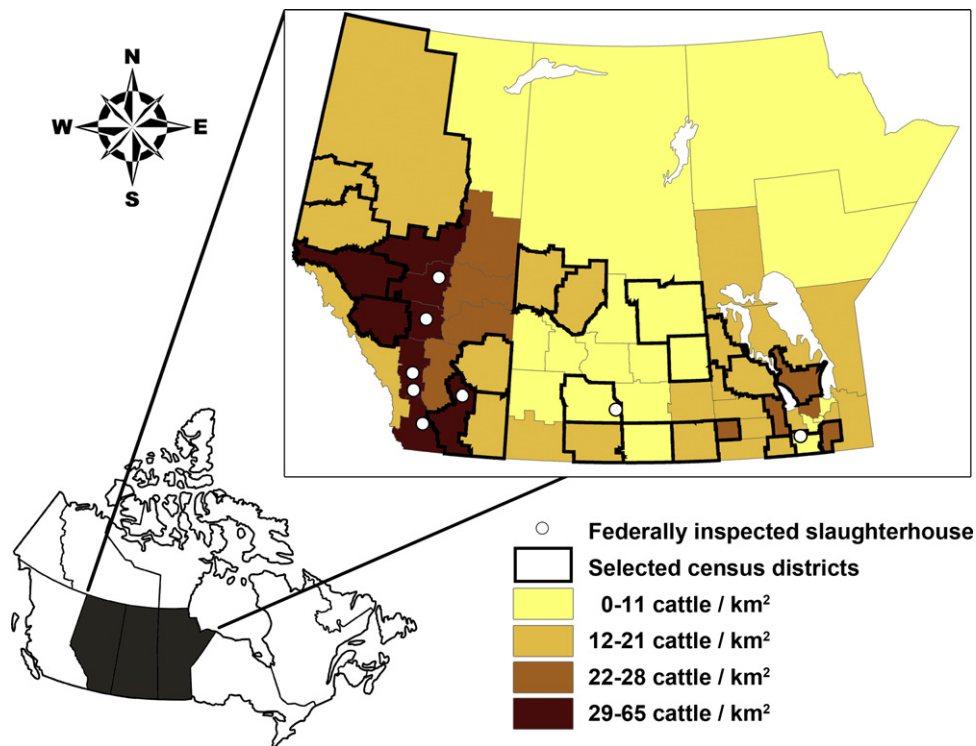 N
W E
S
Federally inspected slaughterhouse
Selected census districts
0-11 cattle / km²
12-21 cattle / km²
22-28 cattle / km²
29-65 cattle / km²